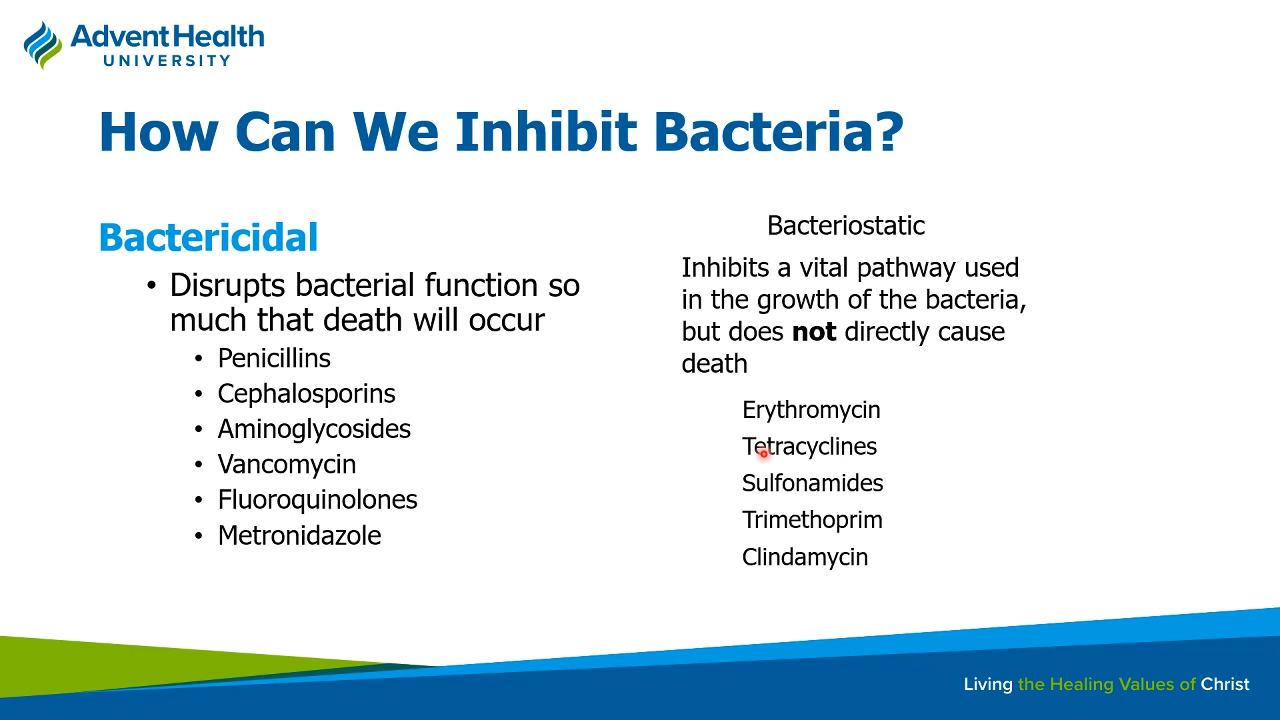 AdventHealth
UNIVERSITY
How Can We Inhibit Bacteria?
Bactericidal
• Disrupts bacterial function so
much that death will occur
• Penicillins
• Cephalosporins
• Aminoglycosides
• Vancomycin
• Fluoroquinolones
• Metronidazole
Bacteriostatic
Inhibits a vital pathway used
in the growth of the bacteria,
but does not directly cause
death
Erythromycin
Tetracyclines
Sulfonamides
Trimethoprim
Clindamycin
Living the Healing Values of Christ